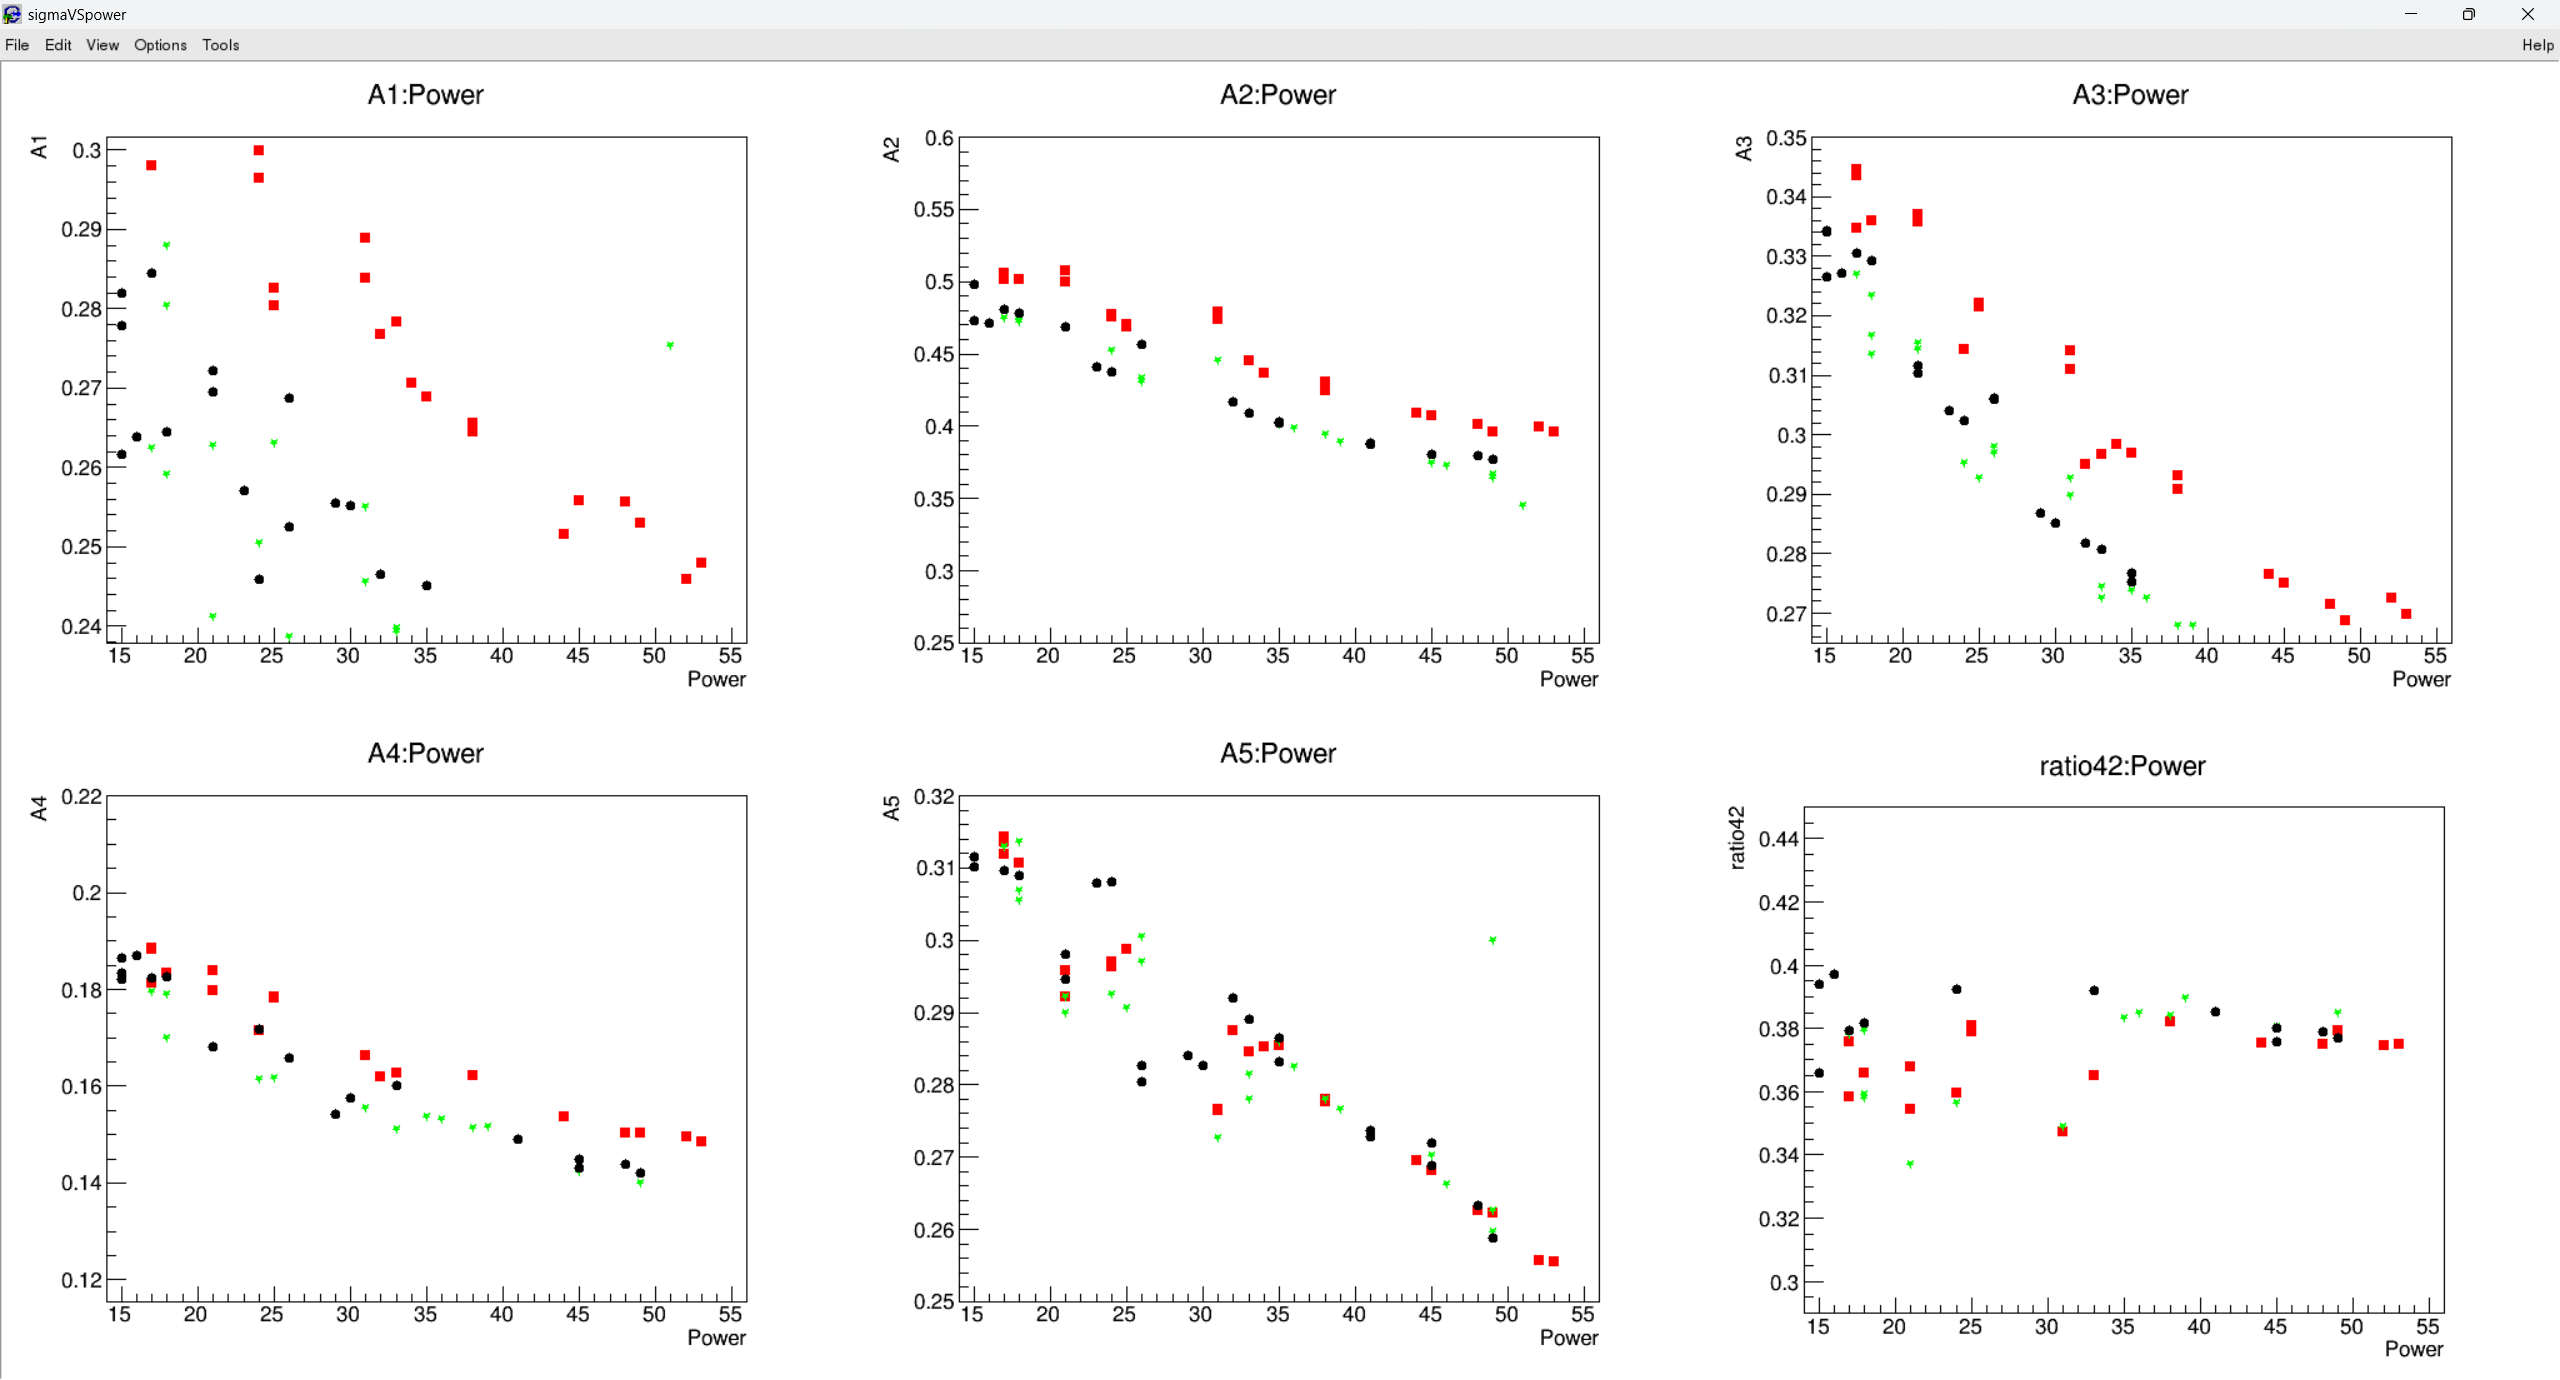 sigmaVSpower
File Edit View Options Tools Help
A1:Power
A1
0.3
0.29
0.28
0.27
0.26
0.25
0.24
15 20 25 30 35 40 45 50 55
Power
A2:Power
A2
0.6
0.55
0.5
0.45
0.4
0.35
0.3
0.25
15 20 25 30 35 40 45 50 55
Power
A3:Power
A3
0.35
0.34
0.33
0.32
0.31
0.3
0.29
0.28
0.27
15 20 25 30 35 40 45 50 55
Power
A4:Power
A4
0.22
0.2
0.18
0.16
0.14
0.12
15 20 25 30 35 40 45 50 55
Power
A5:Power
A5
0.32
0.31
0.3
0.29
0.28
0.27
0.26
0.25
15 20 25 30 35 40 45 50 55
Power
ratio42:Power
ratio42
0.44
0.42
0.4
0.38
0.36
0.34
0.32
0.3
15 20 25 30 35 40 45 50 55
Power